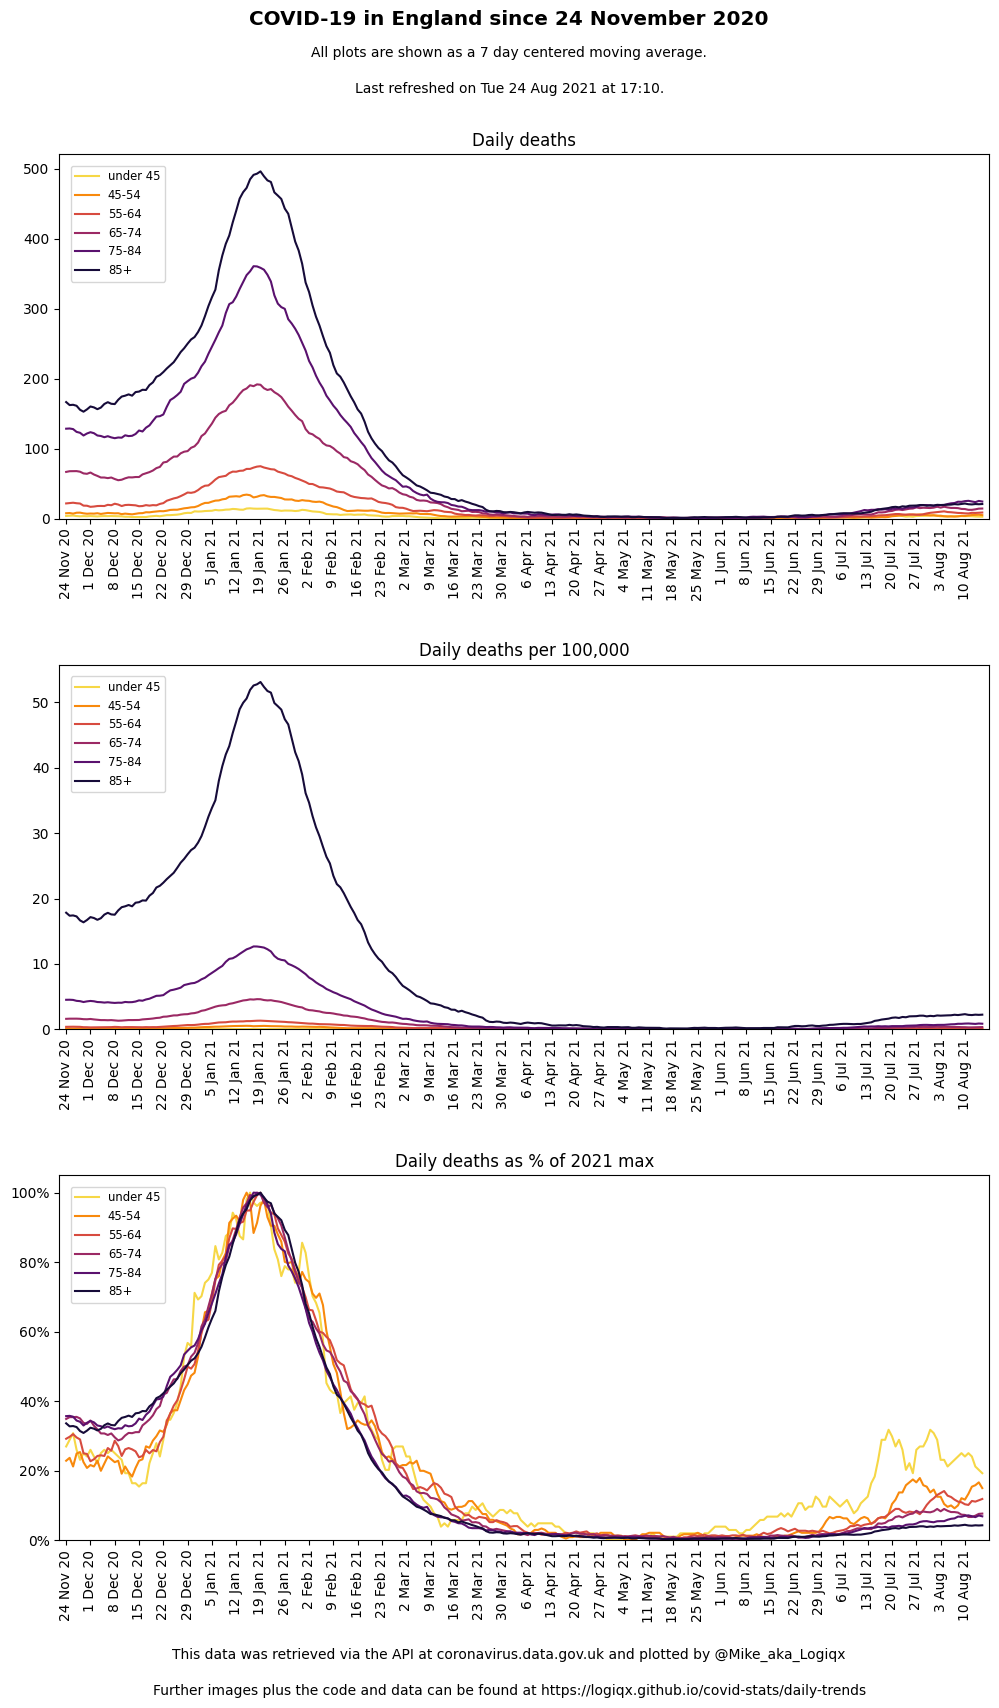 COVID-19 in England since 24 November 2020
All plots are shown as a 7 day centered moving average.
Last refreshed on Tue 24 Aug 2021 at 17:10.
Daily deaths
500
400
300
200
100
0
under 45
45-54
55-64
65-74
75-84
85+
24 Nov 20
1 Dec 20
8 Dec 20
15 Dec 20
22 Dec 20
29 Dec 20
5 Jan 21
12 Jan 21
19 Jan 21
26 Jan 21
2 Feb 21
9 Feb 21
16 Feb 21
23 Feb 21
2 Mar 21
9 Mar 21
16 Mar 21
23 Mar 21
30 Mar 21
6 Apr 21
13 Apr 21
20 Apr 21
27 Apr 21
4 May 21
11 May 21
18 May 21
25 May 21
1 Jun 21
8 Jun 21
15 Jun 21
22 Jun 21
29 Jun 21
6 Jul 21
13 Jul 21
20 Jul 21
27 Jul 21
3 Aug 21
10 Aug 21
Daily deaths per 100,000
50
40
30
20
10
0
under 45
45-54
55-64
65-74
75-84
85+
24 Nov 20
1 Dec 20
8 Dec 20
15 Dec 20
22 Dec 20
29 Dec 20
5 Jan 21
12 Jan 21
19 Jan 21
26 Jan 21
2 Feb 21
9 Feb 21
16 Feb 21
23 Feb 21
2 Mar 21
9 Mar 21
16 Mar 21
23 Mar 21
30 Mar 21
6 Apr 21
13 Apr 21
20 Apr 21
27 Apr 21
4 May 21
11 May 21
18 May 21
25 May 21
1 Jun 21
8 Jun 21
15 Jun 21
22 Jun 21
29 Jun 21
6 Jul 21
13 Jul 21
20 Jul 21
27 Jul 21
3 Aug 21
10 Aug 21
Daily deaths as % of 2021 max
100%
80%
60%
40%
20%
0%
under 45
45-54
55-64
65-74
75-84
85+
24 Nov 20
1 Dec 20
8 Dec 20
15 Dec 20
22 Dec 20
29 Dec 20
5 Jan 21
12 Jan 21
19 Jan 21
26 Jan 21
2 Feb 21
9 Feb 21
16 Feb 21
23 Feb 21
2 Mar 21
9 Mar 21
16 Mar 21
23 Mar 21
30 Mar 21
6 Apr 21
13 Apr 21
20 Apr 21
27 Apr 21
4 May 21
11 May 21
18 May 21
25 May 21
1 Jun 21
8 Jun 21
15 Jun 21
22 Jun 21
29 Jun 21
6 Jul 21
13 Jul 21
20 Jul 21
27 Jul 21
3 Aug 21
10 Aug 21
This data was retrieved via the API at coronavirus.data.gov.uk and plotted by @Mike_aka_Logiqx
Further images plus the code and data can be found at https://logiqx.github.io/covid-stats/daily-trends